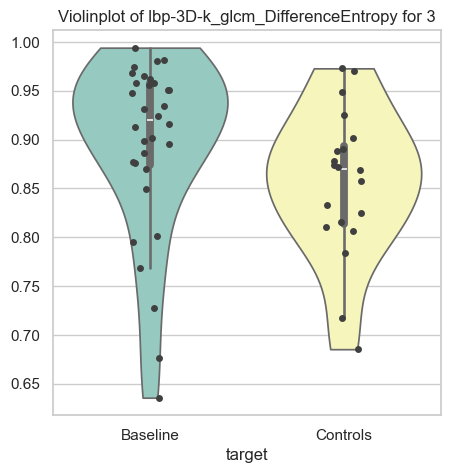 Violinplot of lbp-3D-k_glcm_DifferenceEntropy for 3
1.00
0.95
0.90
0.85
0.80
0.75
0.70
0.65
Baseline Controls
target